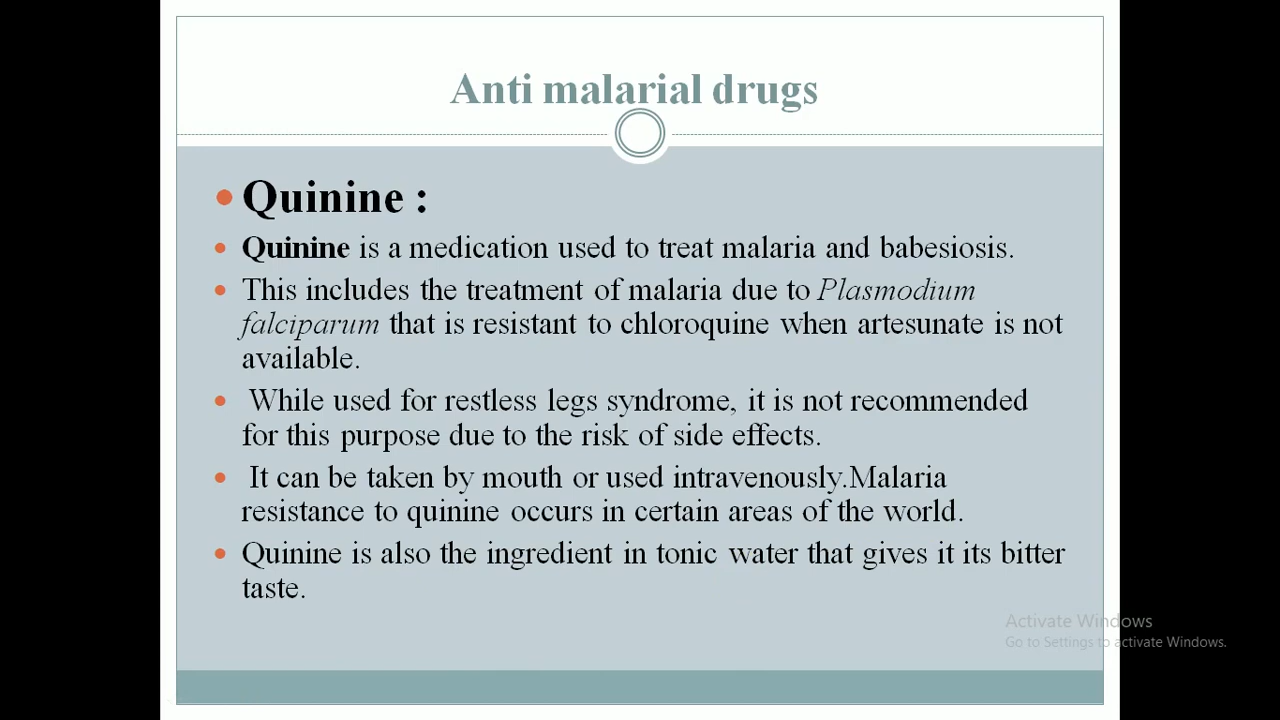 Anti malarial drugs
Quinine :
Quinine is a medication used to treat malaria and babesiosis.
This includes the treatment of malaria due to Plasmodium
falciparum that is resistant to chloroquine when artesunate is not
available.
While used for restless legs syndrome, it is not recommended
for this purpose due to the risk of side effects.
It can be taken by mouth or used intravenously.Malaria
resistance to quinine occurs in certain areas of the world.
Quinine is also the ingredient in tonic water that gives it its bitter
taste.
Activate Windows
Go to Settings to activate Windows.